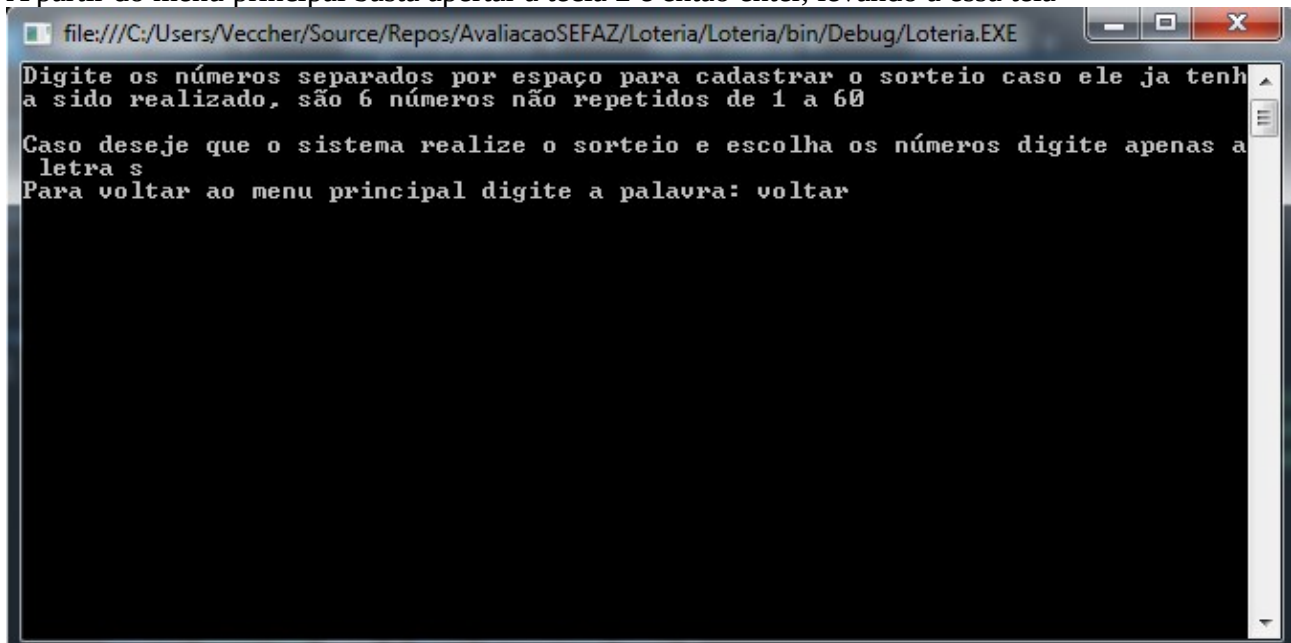 A partir do menu principal basta apertar a tecla 2 e então enter, levando a essa tela
file:///C:/Users/Veccher/Source/Repos/AvaliacaoSEFAZ/Loteria/Loteria/bin/Debug/Loteria.EXE
Digite os números separados por espaço para cadastrar o sorteio caso ele ja tenh
a sido realizado, são 6 números não repetidos de 1 a 60
Caso deseje que o sistema realize o sorteio e escolha os números digite apenas a
letra s
Para voltar ao menu principal digite a palavra: voltar